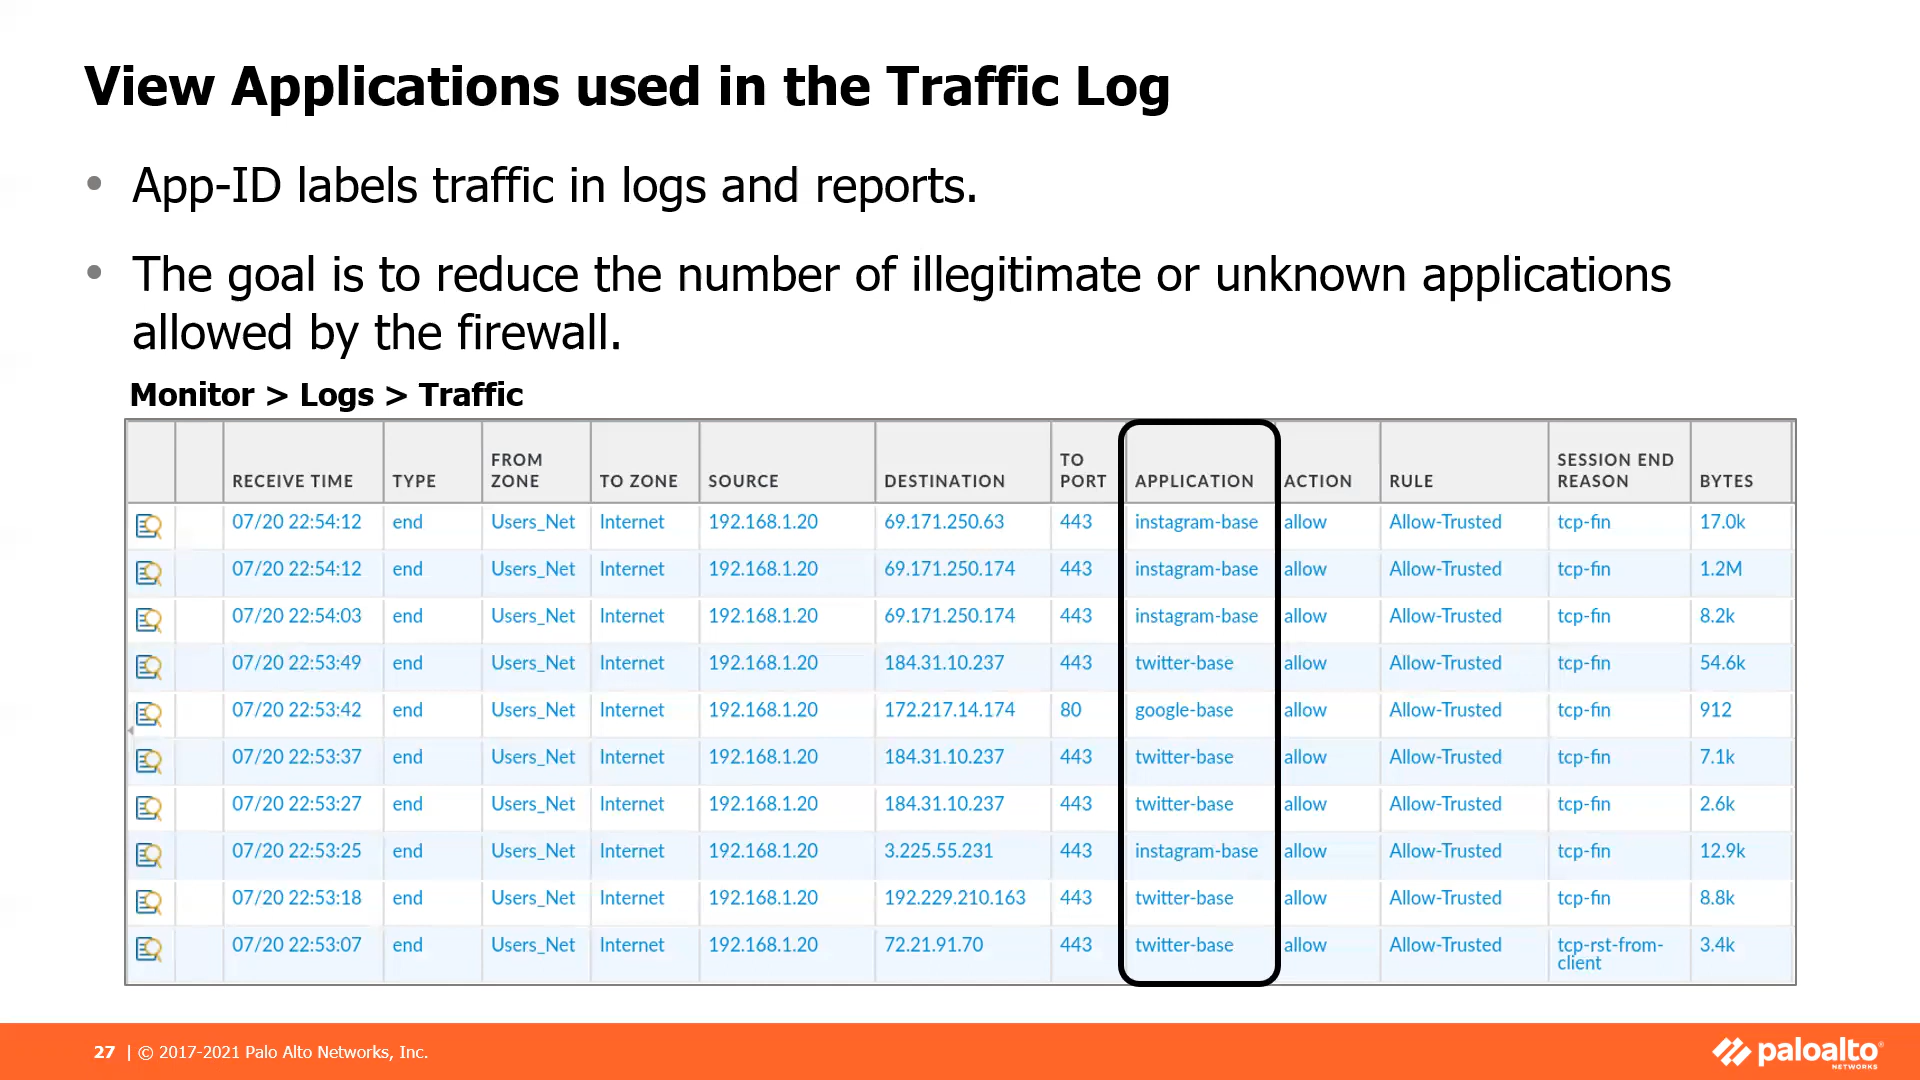 View Applications used in the Traffic Log
• App-ID labels traffic in logs and reports.
• The goal is to reduce the number of illegitimate or unknown applications
allowed by the firewall.
Monitor > Logs > Traffic
RECEIVE TIME TYPE FROM ZONE TO ZONE SOURCE DESTINATION TO PORT APPLICATION ACTION RULE SESSION END REASON BYTES
07/20 22:54:12 end Users_Net Internet 192.168.1.20 69.171.250.63 443 instagram-base allow Allow-Trusted tcp-fin 17.0k
07/20 22:54:12 end Users_Net Internet 192.168.1.20 69.171.250.174 443 instagram-base allow Allow-Trusted tcp-fin 1.2M
07/20 22:54:03 end Users_Net Internet 192.168.1.20 69.171.250.174 443 instagram-base allow Allow-Trusted tcp-fin 8.2k
07/20 22:53:49 end Users_Net Internet 192.168.1.20 184.31.10.237 443 twitter-base allow Allow-Trusted tcp-fin 54.6k
07/20 22:53:42 end Users_Net Internet 192.168.1.20 172.217.14.174 80 google-base allow Allow-Trusted tcp-fin 912
07/20 22:53:37 end Users_Net Internet 192.168.1.20 184.31.10.237 443 twitter-base allow Allow-Trusted tcp-fin 7.1k
07/20 22:53:27 end Users_Net Internet 192.168.1.20 184.31.10.237 443 twitter-base allow Allow-Trusted tcp-fin 2.6k
07/20 22:53:25 end Users_Net Internet 192.168.1.20 3.225.55.231 443 instagram-base allow Allow-Trusted tcp-fin 12.9k
07/20 22:53:18 end Users_Net Internet 192.168.1.20 192.229.210.163 443 twitter-base allow Allow-Trusted tcp-fin 8.8k
07/20 22:53:07 end Users_Net Internet 192.168.1.20 72.21.91.70 443 twitter-base allow Allow-Trusted tcp-rst-from-client 3.4k
27 | © 2017-2021 Palo Alto Networks, Inc.
paloalto®
NETWORKS